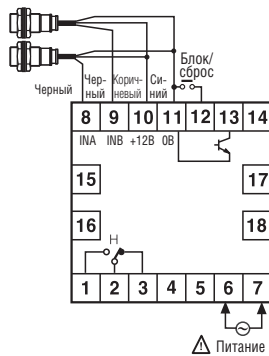 Блок/
сброс
Чер-
ный
Корич-
невый
Си-
ний
Черный
8 9 10 11 12 13 14
INA INB +12В 0В
15 17
16 18
Н
1 2 3 4 5 6 7
Питание